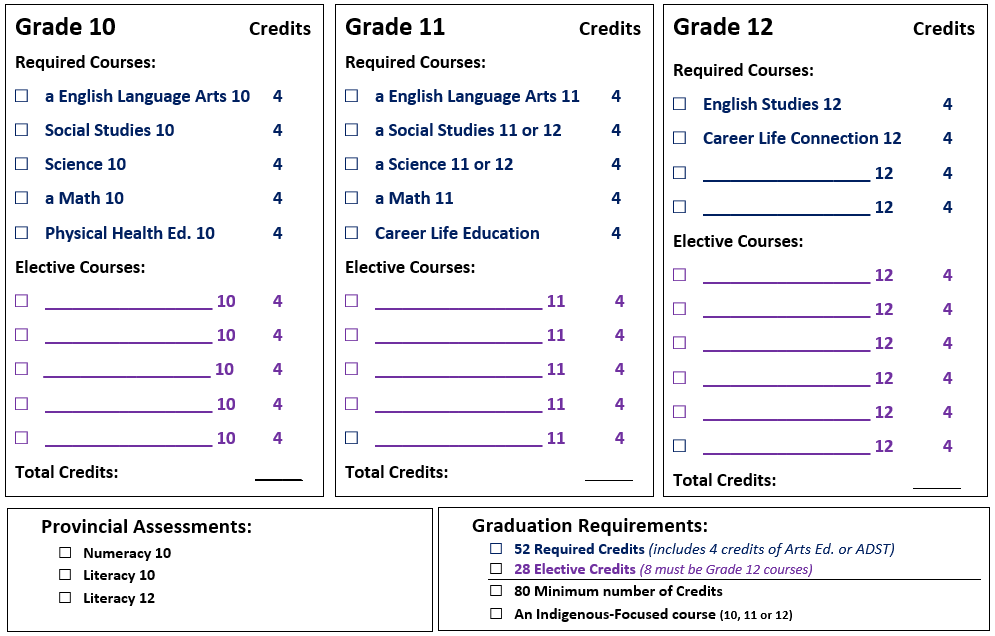 Grade 10 Credits
Required Courses:
☐ a English Language Arts 10 4
☐ Social Studies 10 4
☐ Science 10 4
☐ a Math 10 4
☐ Physical Health Ed. 10 4
Elective Courses:
☐ ____________________ 10 4
☐ ____________________ 10 4
☐ ____________________ 10 4
☐ ____________________ 10 4
☐ ____________________ 10 4
Total Credits: ______
Grade 11 Credits
Required Courses:
☐ a English Language Arts 11 4
☐ a Social Studies 11 or 12 4
☐ a Science 11 or 12 4
☐ a Math 11 4
☐ Career Life Education 4
Elective Courses:
☐ ____________________ 11 4
☐ ____________________ 11 4
☐ ____________________ 11 4
☐ ____________________ 11 4
☐ ____________________ 11 4
Total Credits: ______
Grade 12 Credits
Required Courses:
☐ English Studies 12 4
☐ Career Life Connection 12 4
☐ ____________________ 12 4
☐ ____________________ 12 4
Elective Courses:
☐ ____________________ 12 4
☐ ____________________ 12 4
☐ ____________________ 12 4
☐ ____________________ 12 4
☐ ____________________ 12 4
☐ ____________________ 12 4
Total Credits: ______
Provincial Assessments:
☐ Numeracy 10
☐ Literacy 10
☐ Literacy 12
Graduation Requirements:
☐ 52 Required Credits (includes 4 credits of Arts Ed. or ADST)
☐ 28 Elective Credits (8 must be Grade 12 courses)
☐ 80 Minimum number of Credits
☐ An Indigenous-Focused course (10, 11 or 12)